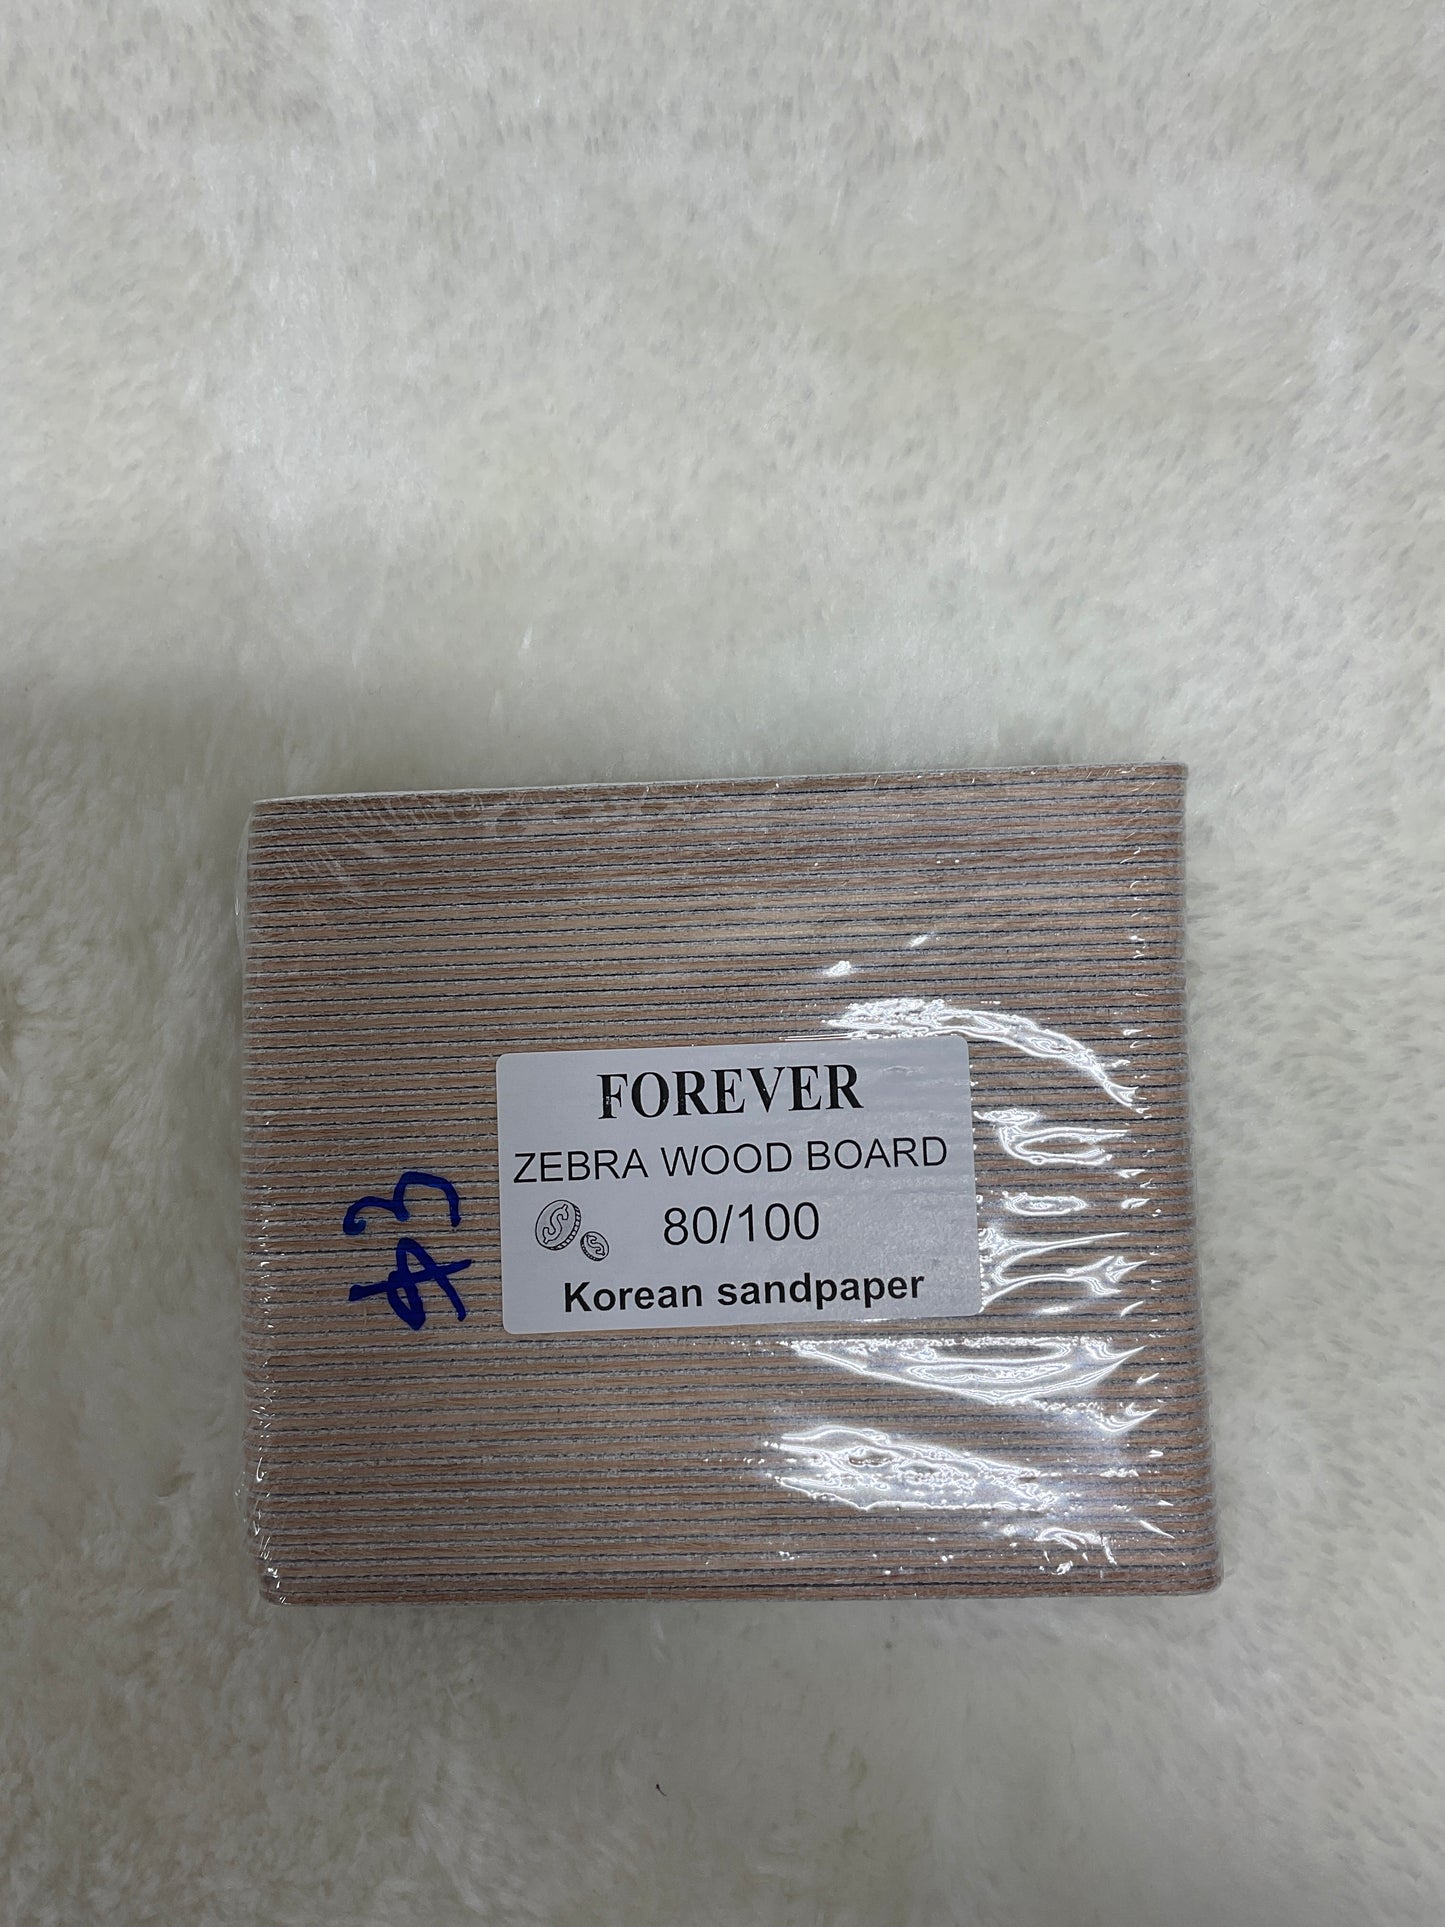 FOREVER
ZEBRA WOOD BOARD
80/100
Korean sandpaper
#3